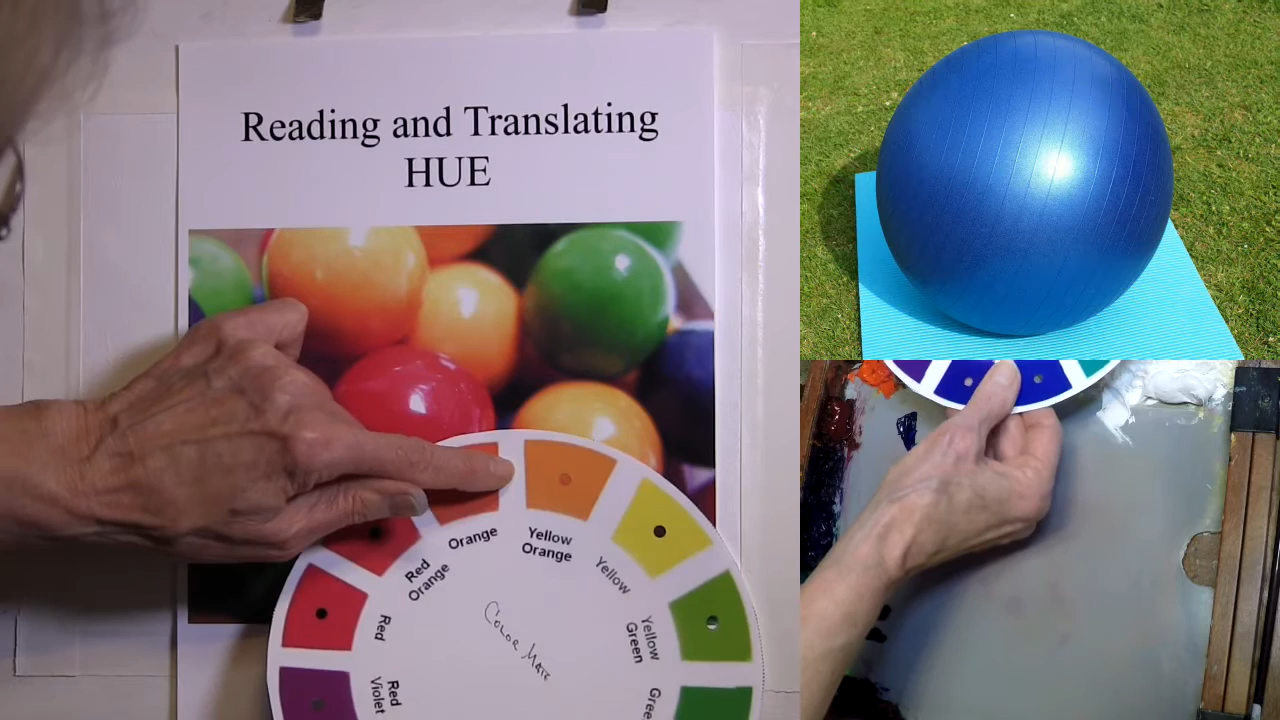 Reading and Translating
HUE
Orange
Yellow
Orange
Yellow
Red
Orange
Yellow
Green
Red
COLOR MATE
Red
Violet